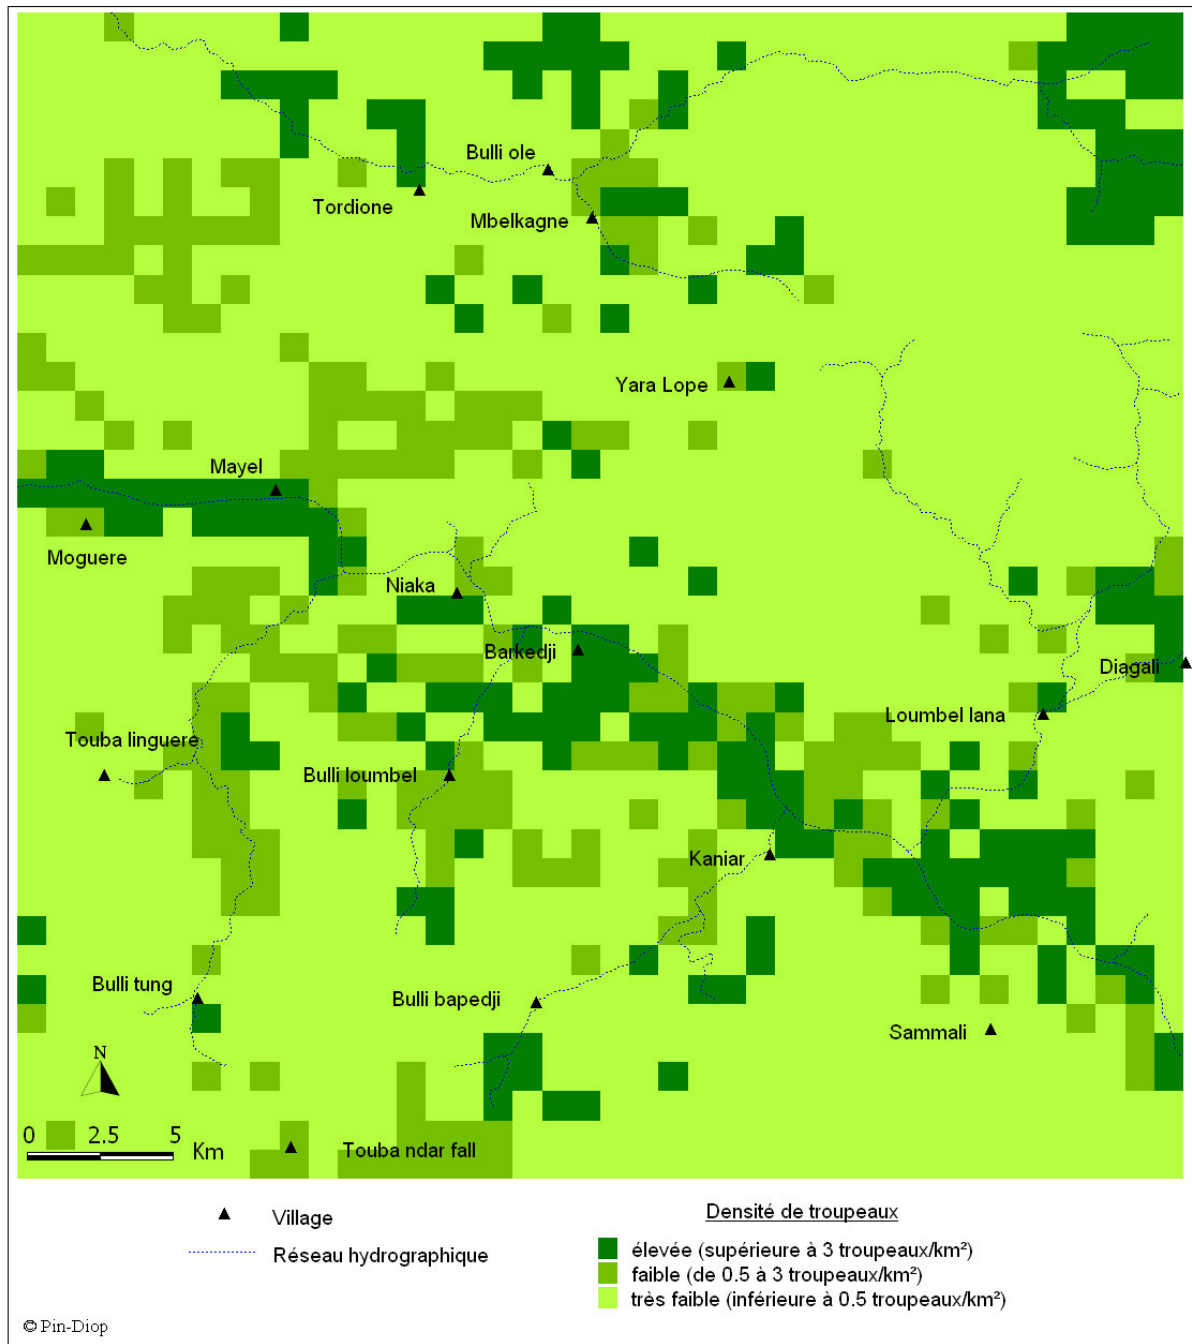 Bulli ole
Tordione
Mbelkagne
Yara Lope
Mayel
Moguere
Niaka
Barkedji
Diagali
Loumbel lana
Touba linguere
Bulli loumbel
Kaniar
Bulli tung
Bulli bapedji
Sammali
N
0 2.5 5
Km
Touba ndar fall
Village
Réseau hydrographique
Densité de troupeaux
élevée (supérieure à 3 troupeaux/km²)
faible (de 0.5 à 3 troupeaux/km²)
très faible (inférieure à 0.5 troupeaux/km²)
© Pin-Diop